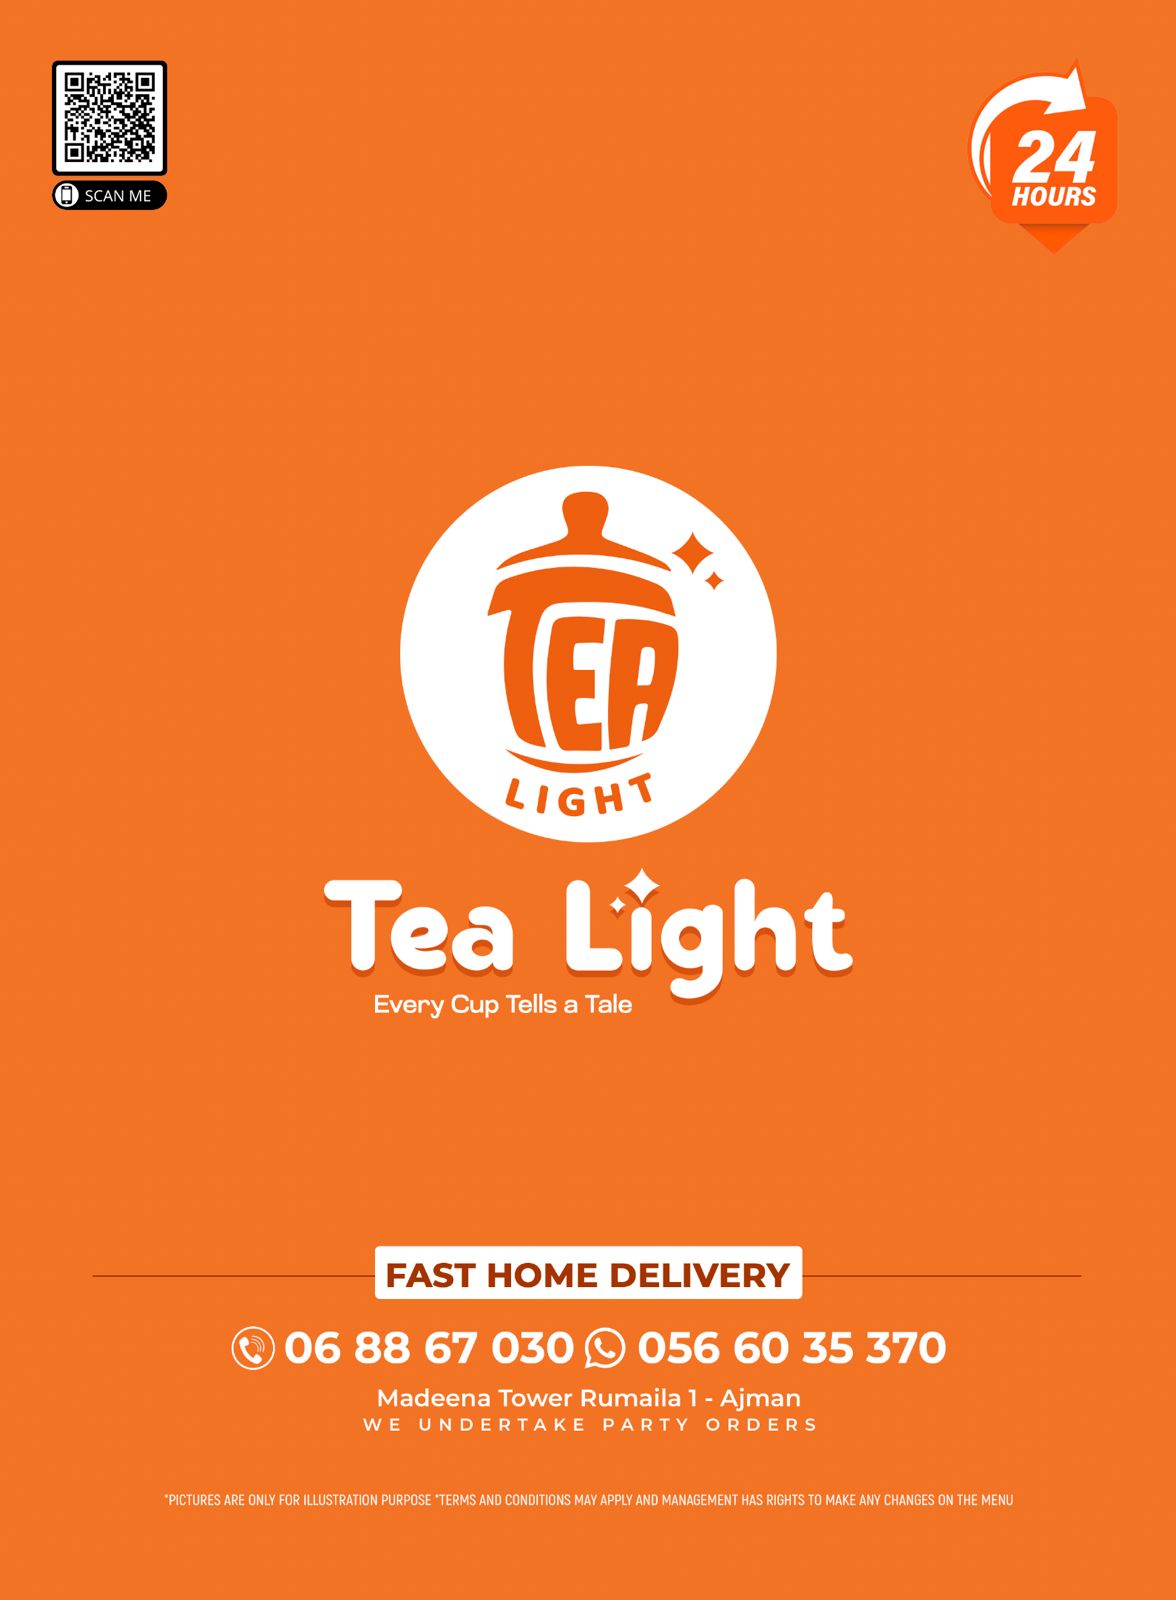 SCAN ME
24
HOURS
TEA
LIGHT
Tea Light
Every Cup Tells a Tale
FAST HOME DELIVERY
06 88 67 030 056 60 35 370
Madeena Tower Rumaila 1 - Ajman
WE UNDERTAKE PARTY ORDERS
*PICTURES ARE ONLY FOR ILLUSTRATION PURPOSE *TERMS AND CONDITIONS MAY APPLY AND MANAGEMENT HAS RIGHTS TO MAKE ANY CHANGES ON THE MENU